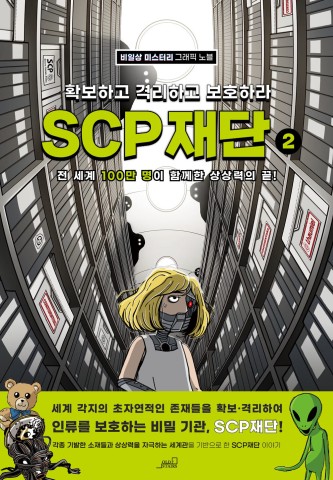 비일상 미스터리 그래픽 노블
확보하고 격리하고 보호하라
SCP재단 2
전 세계 100만 명이 함께한 상상력의 끝!
SCP
세계 각지의 초자연적인 존재들을 확보·격리하여
인류를 보호하는 비밀 기관, SCP재단!
각종 기발한 소재들과 상상력을 자극하는 세계관을 기반으로 한 SCP재단 이야기